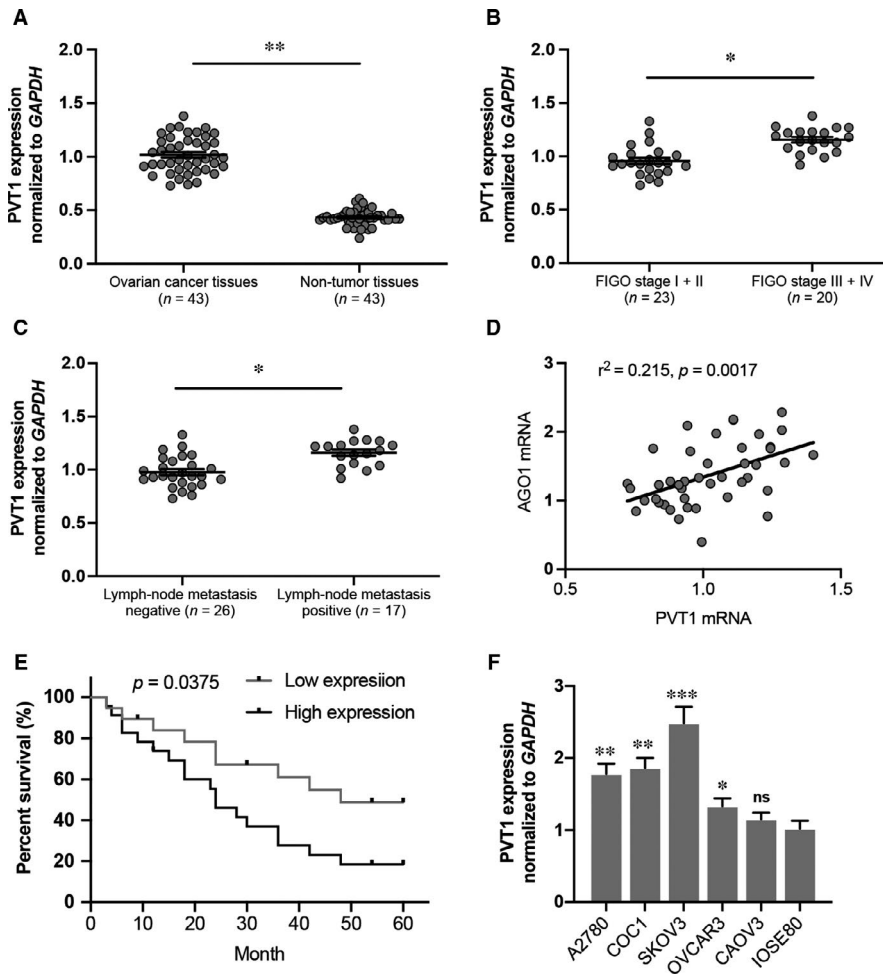 A
PVT1 expression
normalized to GAPDH
2.0
1.5
1.0
0.5
0.0
**
Ovarian cancer tissues
(n = 43)
Non-tumor tissues
(n = 43)
B
PVT1 expression
normalized to GAPDH
2.0
1.5
1.0
0.5
0.0
*
FIGO stage I + II
(n = 23)
FIGO stage III + IV
(n = 20)
C
PVT1 expression
normalized to GAPDH
2.0
1.5
1.0
0.5
0.0
*
Lymph-node metastasis
negative (n = 26)
Lymph-node metastasis
positive (n = 17)
D
r2 = 0.215, p = 0.0017
AGO1 mRNA
3
2
1
0
0.5
1.0
1.5
PVT1 mRNA
E
p = 0.0375
Low expresiion
High expression
Percent survival (%)
100
80
60
40
20
0
0 10 20 30 40 50 60
Month
F
PVT1 expression
normalized to GAPDH
3
2
1
0
**
**
***
*
ns
A2780
COC1
SKOV3
OVCAR3
CAOV3
IOSE80